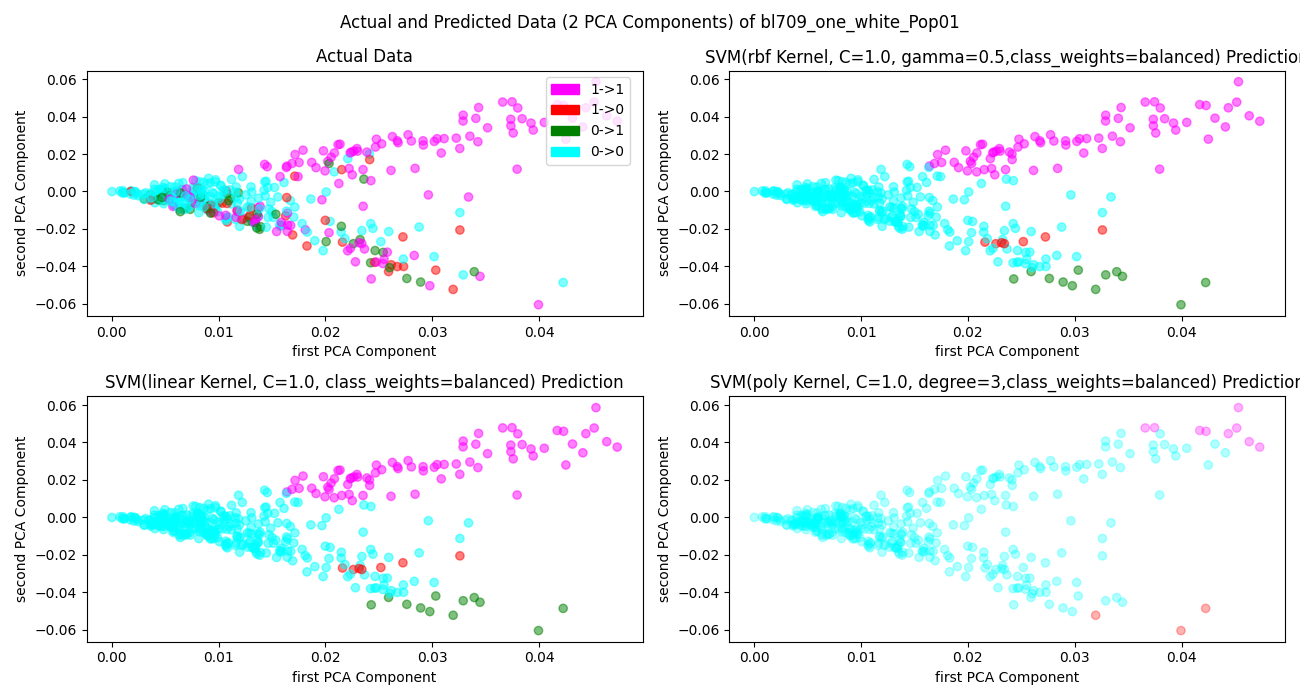 Actual and Predicted Data (2 PCA Components) of bl709_one_white_Pop01
Actual Data
0.06
0.04
0.02
0.00
−0.02
−0.04
−0.06
second PCA Component
1->1
1->0
0->1
0->0
0.00 0.01 0.02 0.03 0.04
first PCA Component
SVM(rbf Kernel, C=1.0, gamma=0.5,class_weights=balanced) Prediction
0.06
0.04
0.02
0.00
−0.02
−0.04
−0.06
second PCA Component
0.00 0.01 0.02 0.03 0.04
first PCA Component
SVM(linear Kernel, C=1.0, class_weights=balanced) Prediction
0.06
0.04
0.02
0.00
−0.02
−0.04
−0.06
second PCA Component
0.00 0.01 0.02 0.03 0.04
first PCA Component
SVM(poly Kernel, C=1.0, degree=3,class_weights=balanced) Prediction
0.06
0.04
0.02
0.00
−0.02
−0.04
−0.06
second PCA Component
0.00 0.01 0.02 0.03 0.04
first PCA Component